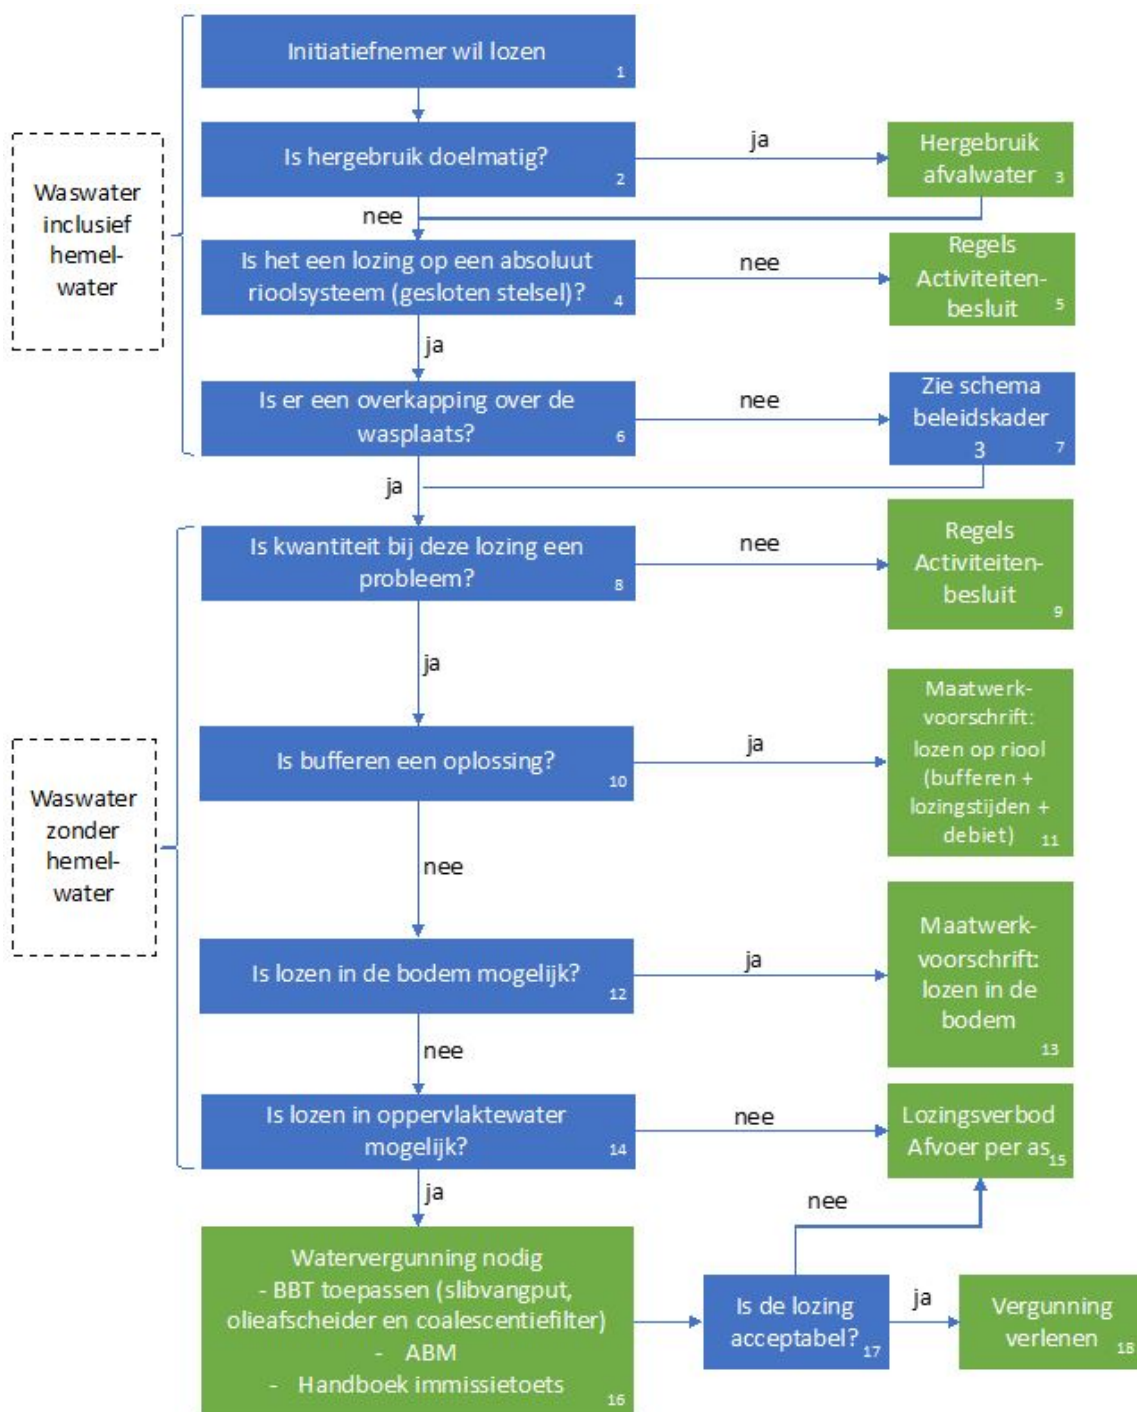 Initiatiefnemer wil lozen
1
Is hergebruik doelmatig?
2
ja
Hergebruik
afvalwater
3
Waswater
inclusief
hemel-
water
nee
Is het een lozing op een absoluut
rioolsysteem (gesloten stelsel)?
4
nee
Regels
Activiteiten-
besluit
5
ja
Is er een overkapping over de
wasplaats?
6
nee
Zie schema
beleidskader
3
7
ja
Is kwantiteit bij deze lozing een
probleem?
8
nee
Regels
Activiteiten-
besluit
9
ja
Is bufferen een oplossing?
10
ja
Maatwerk-
voorschrift:
lozen op riool
(bufferen +
lozingstijden +
debiet)
11
Waswater
zonder
hemel-
water
nee
Is lozen in de bodem mogelijk?
12
ja
Maatwerk-
voorschrift:
lozen in de
bodem
13
nee
Is lozen in oppervlaktewater
mogelijk?
14
nee
Lozingsverbod
Afvoer per as
15
ja
nee
Watervergunning nodig
- BBT toepassen (slibvangput,
olieafscheider en coalescentiefilter)
- ABM
- Handboek immissietoets
16
Is de lozing
acceptabel?
17
ja
Vergunning
verlenen
18